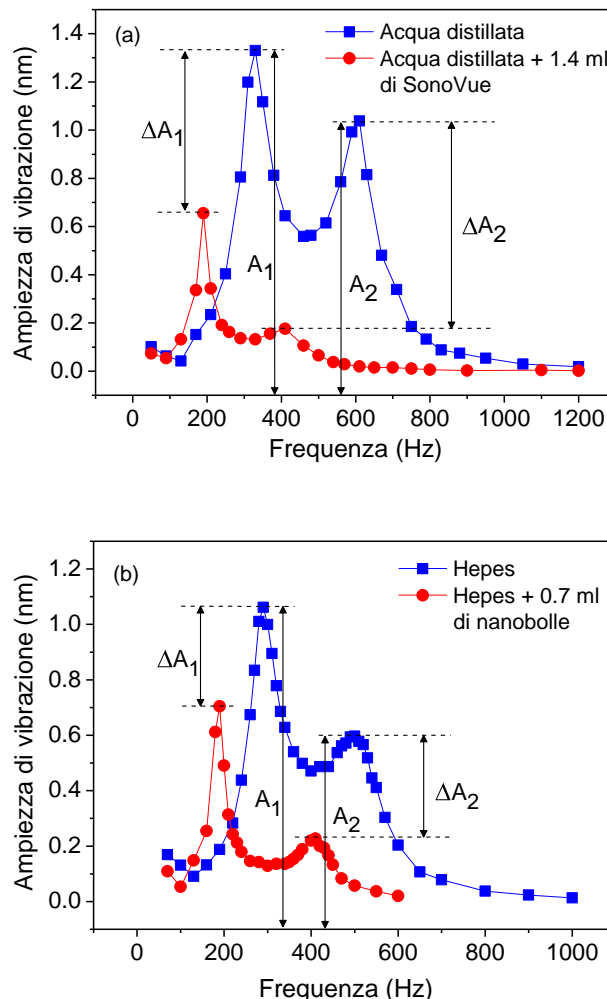 (a)
Acqua distillata
Acqua distillata + 1.4 ml
di SonoVue
Ampiezza di vibrazione (nm)
1.4
1.2
1.0
0.8
0.6
0.4
0.2
0.0
ΔA1
A1
A2
ΔA2
0 200 400 600 800 1000 1200
Frequenza (Hz)
(b)
Hepes
Hepes + 0.7 ml
di nanobolle
Ampiezza di vibrazione (nm)
1.2
1.0
0.8
0.6
0.4
0.2
0.0
ΔA1
A1
A2
ΔA2
0 200 400 600 800 1000
Frequenza (Hz)